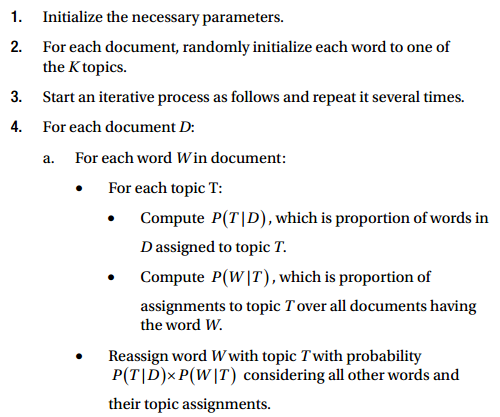 1. Initialize the necessary parameters.
2. For each document, randomly initialize each word to one of
the K topics.
3. Start an iterative process as follows and repeat it several times.
4. For each document D:
a. For each word W in document:
• For each topic T:
• Compute P(T|D), which is proportion of words in
D assigned to topic T.
• Compute P(W|T), which is proportion of
assignments to topic T over all documents having
the word W.
• Reassign word W with topic T with probability
P(T|D)×P(W|T) considering all other words and
their topic assignments.